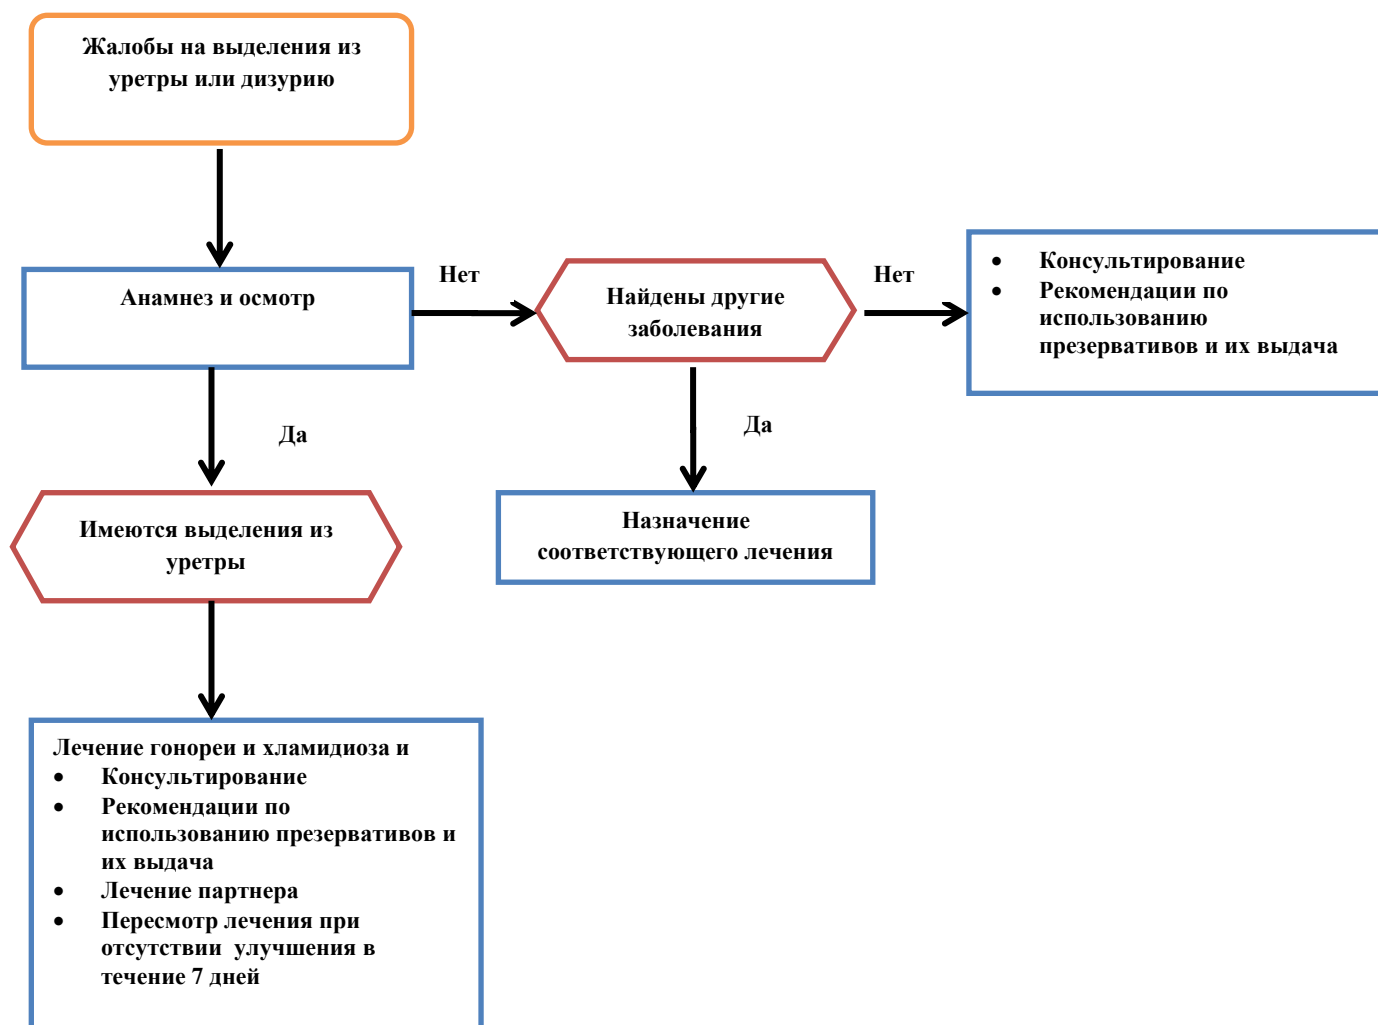 Жалобы на выделения из
уретры или дизурию
Анамнез и осмотр
Нет
Найдены другие
заболевания
Нет
• Консультирование
• Рекомендации по
использованию
презервативов и их выдача
Да
Да
Имеются выделения из
уретры
Назначение
соответствующего лечения
Лечение гонореи и хламидиоза и
• Консультирование
• Рекомендации по
использованию презервативов и
их выдача
• Лечение партнера
• Пересмотр лечения при
отсутствии улучшения в
течение 7 дней